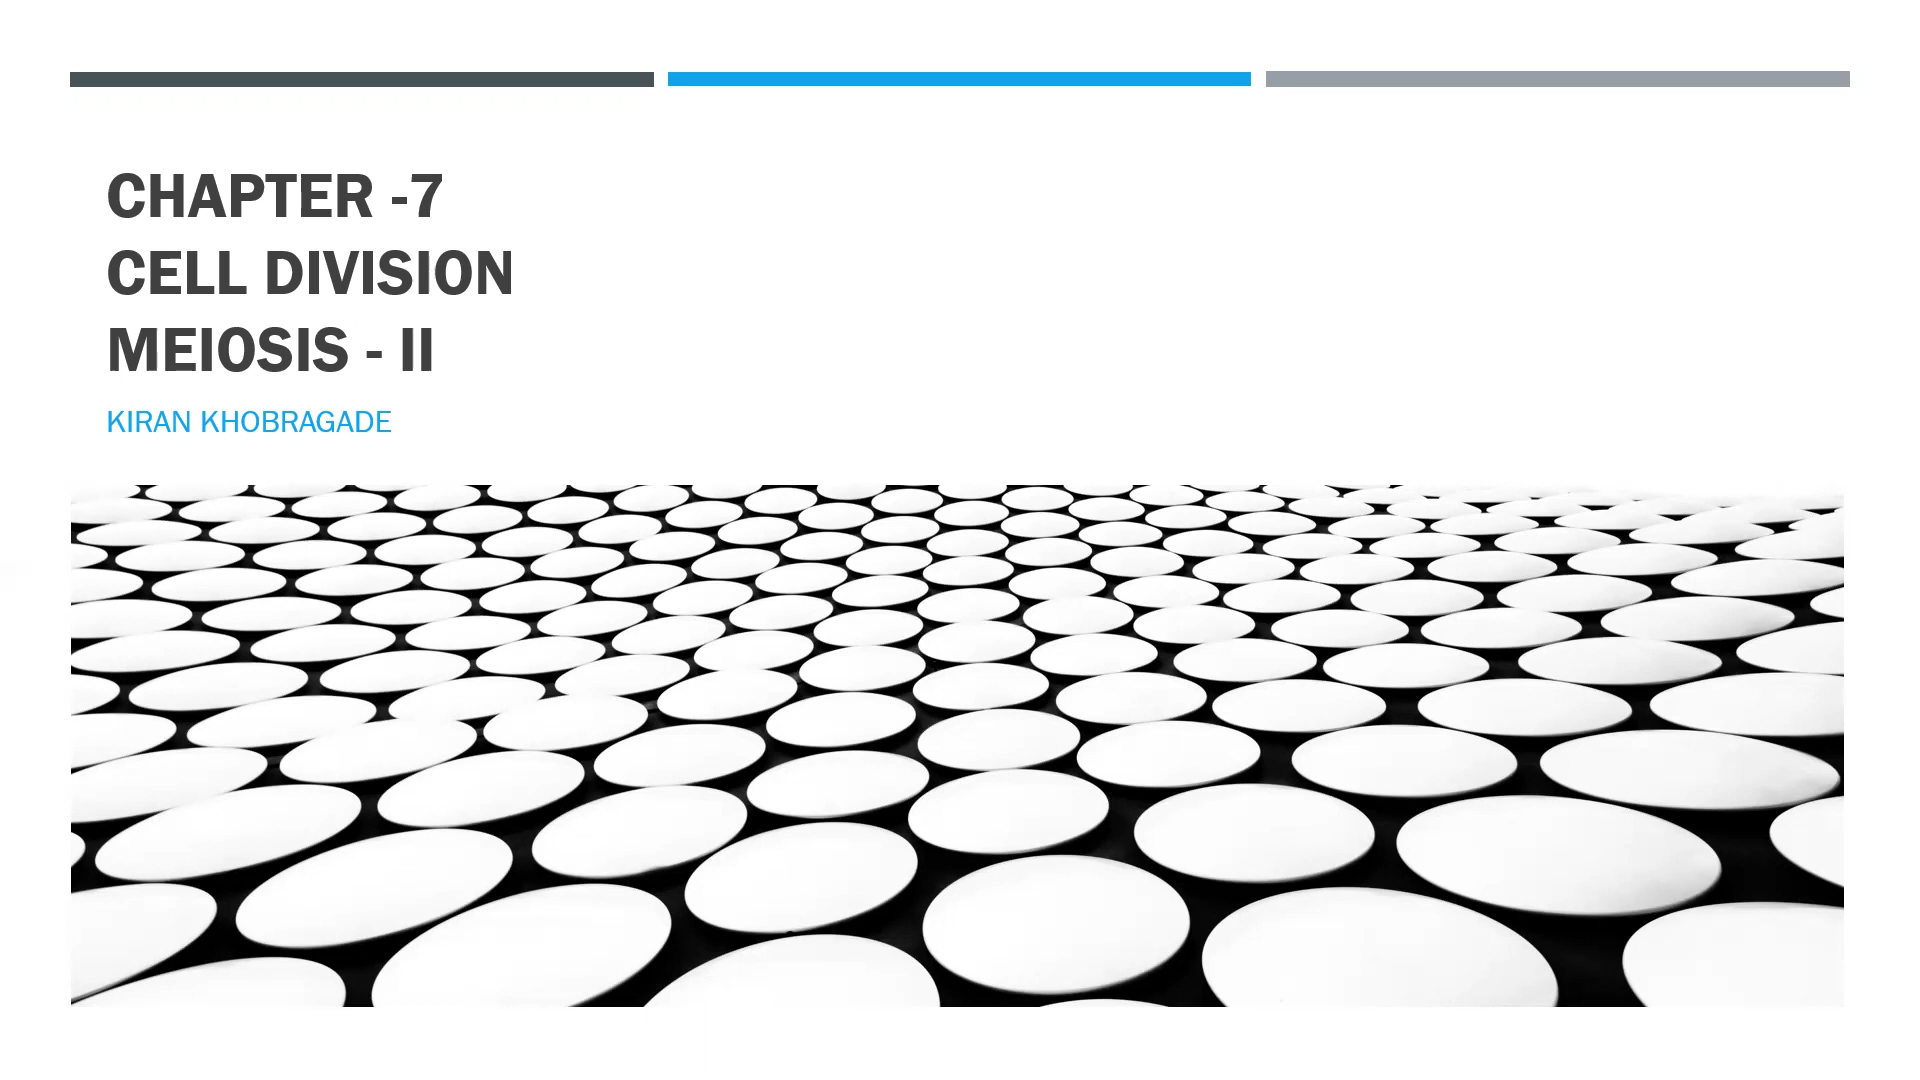 CHAPTER -7
CELL DIVISION
MEIOSIS - II
KIRAN KHOBRAGADE